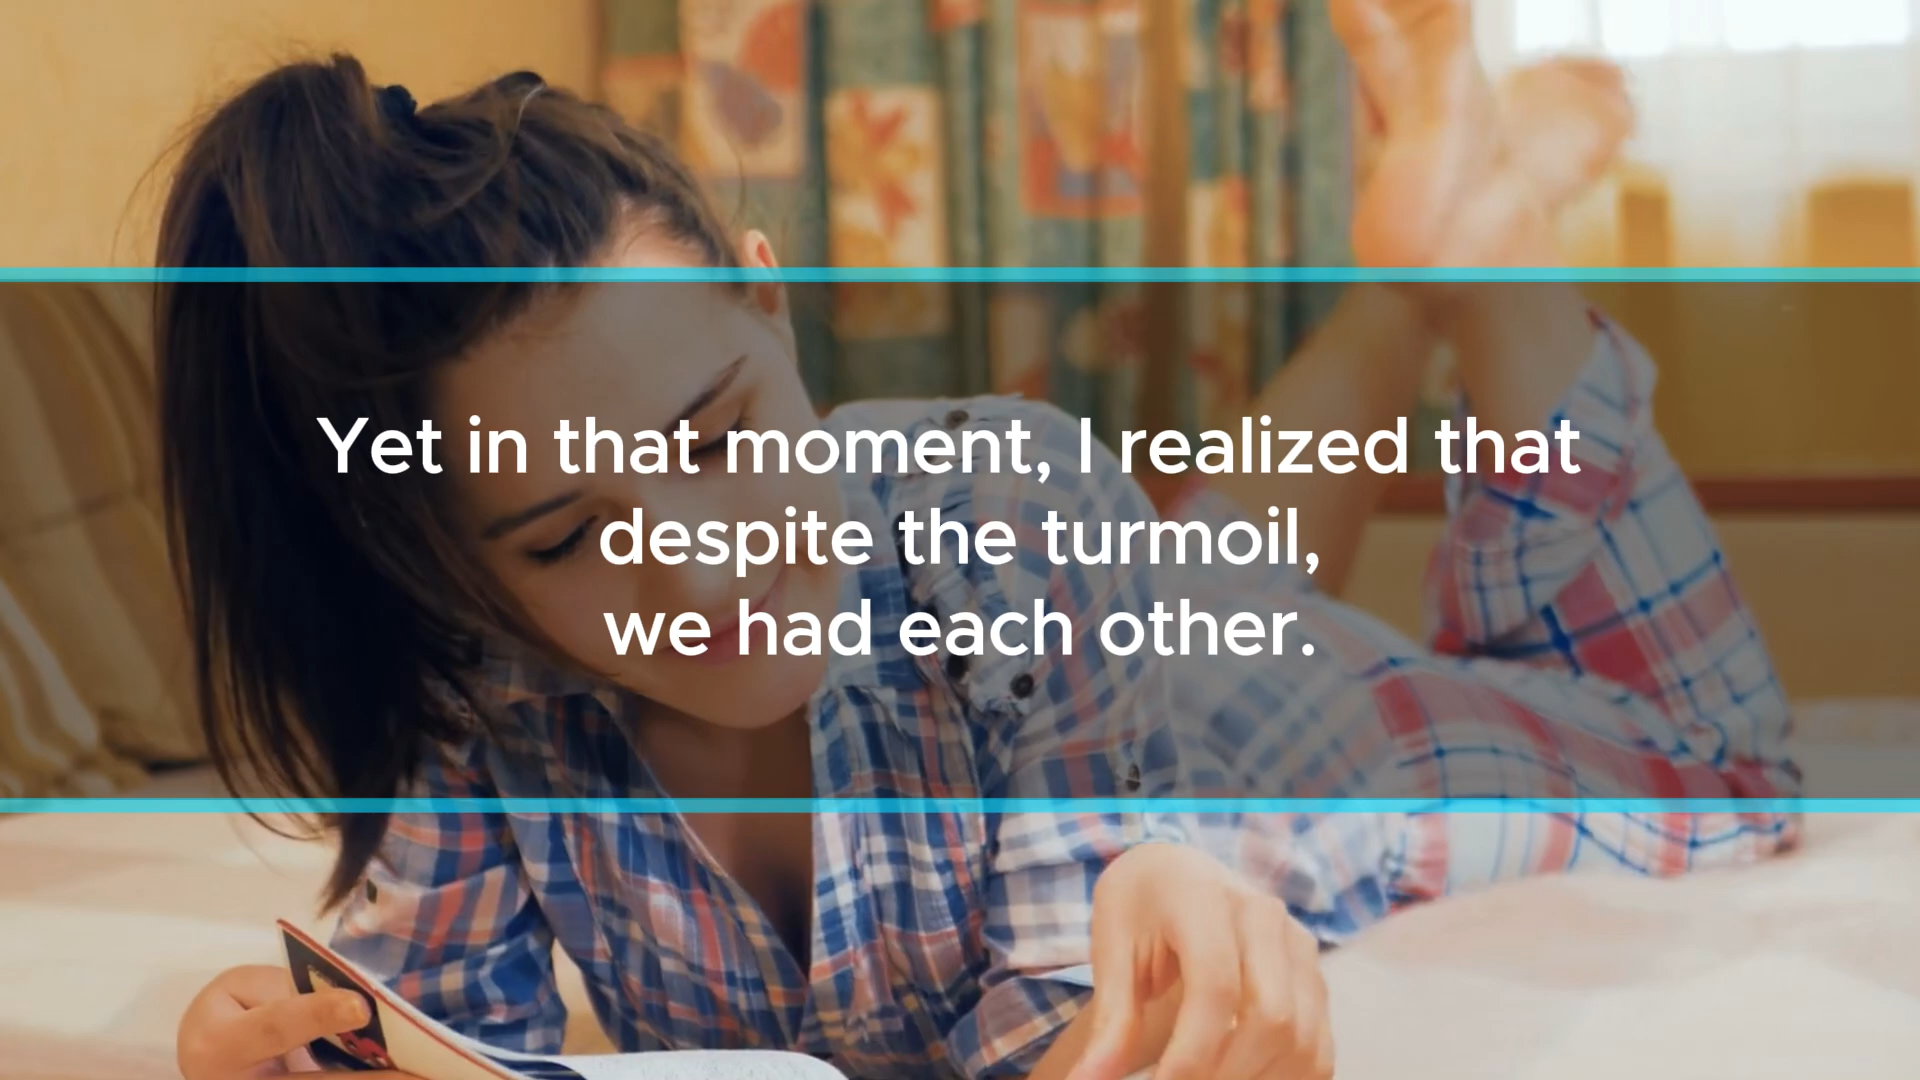 Yet in that moment, I realized that
despite the turmoil,
we had each other.